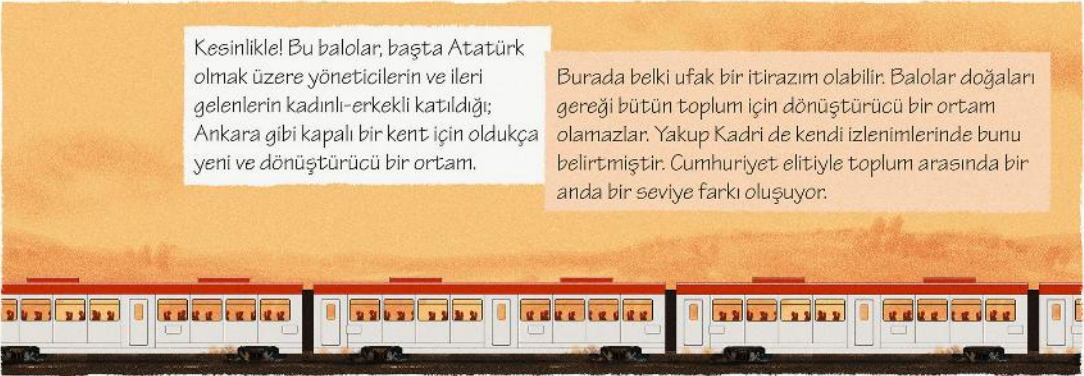 Kesinlikle! Bu balolar, başta Atatürk
olmak üzere yöneticilerin ve ileri
gelenlerin kadınlı-erkekli katıldığı;
Ankara gibi kapalı bir kent için oldukça
yeni ve dönüştürücü bir ortam.
Burada belki ufak bir itirazım olabilir. Balolar doğaları
gereği bütün toplum için dönüştürücü bir ortam
olamazlar. Yakup Kadri de kendi izlenimlerinde bunu
belirtmiştir. Cumhuriyet elitiyle toplum arasında bir
anda bir seviye farkı oluşuyor.